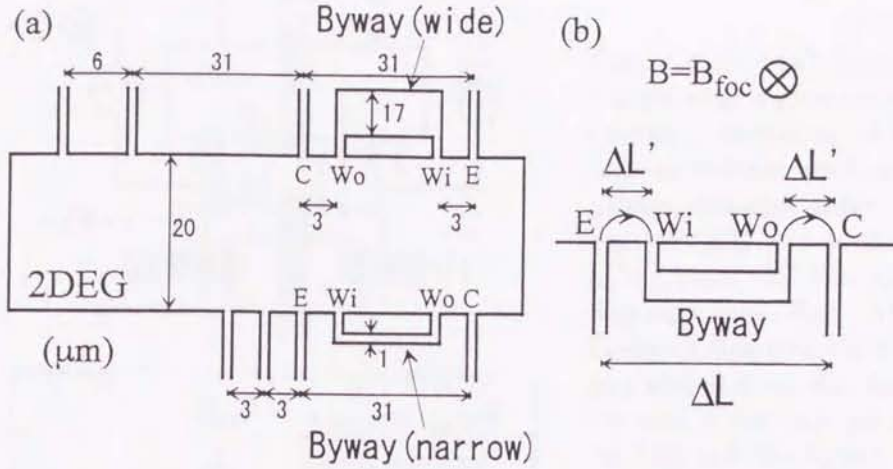 (a)
Byway(wide)
(b)
6
31
31
B=B_foc ⊗
17
ΔL'
ΔL'
C
Wo
Wi
E
3
3
20
E
Wi
Wo
C
2DEG
E
Wi
Wo
C
Byway
(μm)
1
ΔL
3
3
31
Byway(narrow)